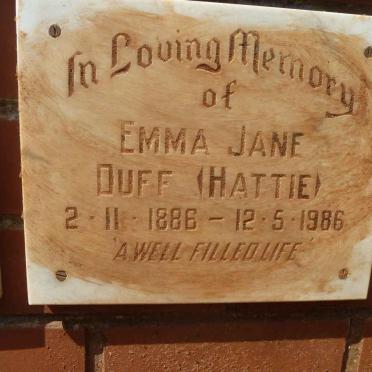 In Loving Memory
of
EMMA JANE
DUFF (HATTIE)
2 · 11 · 1886 – 12 · 5 · 1986
'A WELL FILLED LIFE'